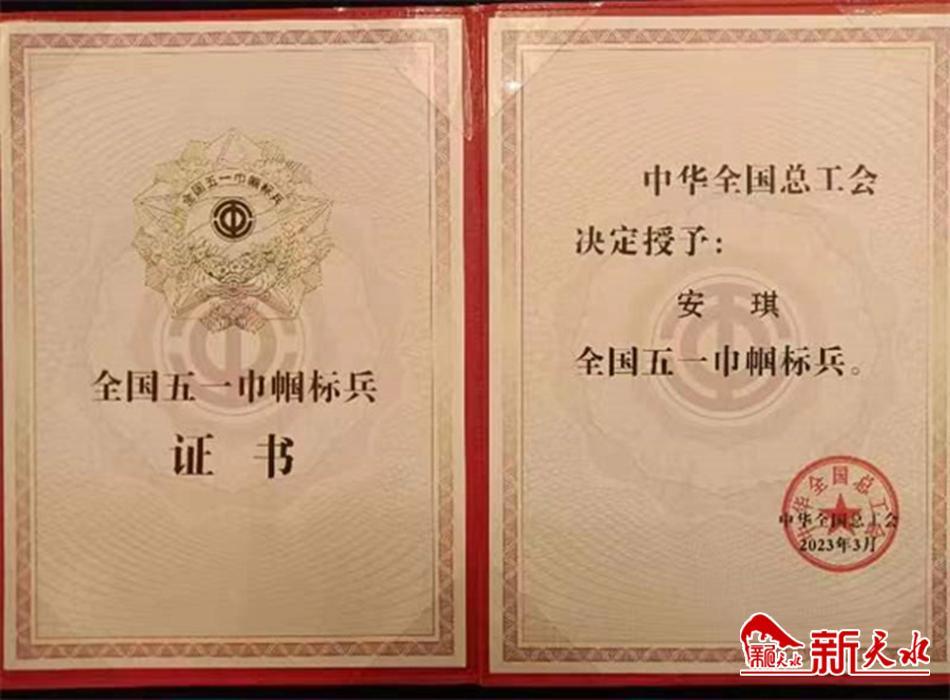 全国五一巾帼标兵
全国五一巾帼标兵
证书
中华全国总工会
决定授予：
安琪
全国五一巾帼标兵。
中华全国总工会
中华全国总工会
2023年3月
新天水
新天水